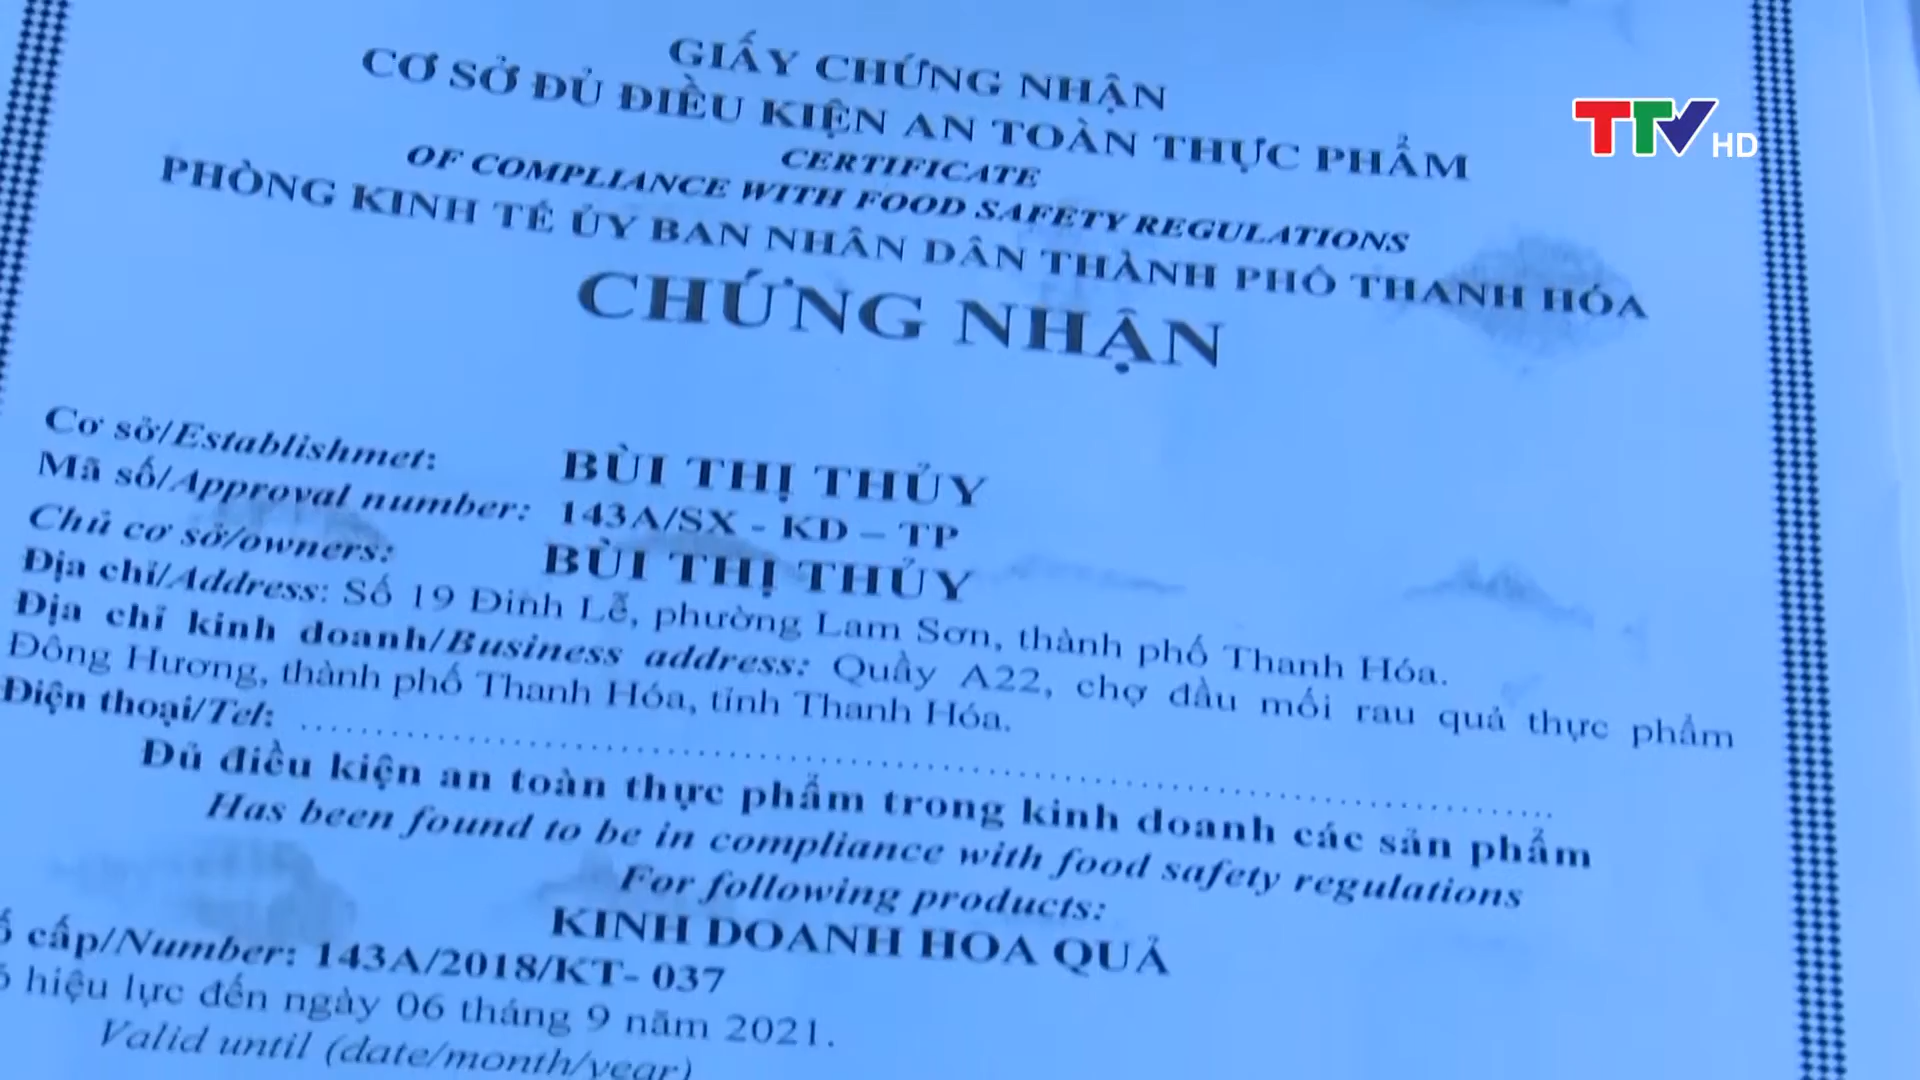 GIẤY CHỨNG NHẬN
CƠ SỞ ĐỦ ĐIỀU KIỆN AN TOÀN THỰC PHẨM
CERTIFICATE
OF COMPLIANCE WITH FOOD SAFETY REGULATIONS
PHÒNG KINH TẾ ỦY BAN NHÂN DÂN THÀNH PHỐ THANH HÓA
CHỨNG NHẬN
TTV HD
Cơ sở/Establishmet: BÙI THỊ THỦY
Mã số/Approval number: 143A/SX - KD – TP
Chủ cơ sở/owners: BÙI THỊ THỦY
Địa chỉ/Address: Số 19 Đinh Lễ, phường Lam Sơn, thành phố Thanh Hóa.
Địa chỉ kinh doanh/Business address: Quầy A22, chợ đầu mối rau quả thực phẩm
Đông Hương, thành phố Thanh Hóa, tỉnh Thanh Hóa.
Điện thoại/Tel: ........................................................................
Đủ điều kiện an toàn thực phẩm trong kinh doanh các sản phẩm
Has been found to be in compliance with food safety regulations
For following products:
KINH DOANH HOA QUẢ
cấp/Number: 143A/2018/KT- 037
hiệu lực đến ngày 06 tháng 9 năm 2021.
Valid until (date/month/year)